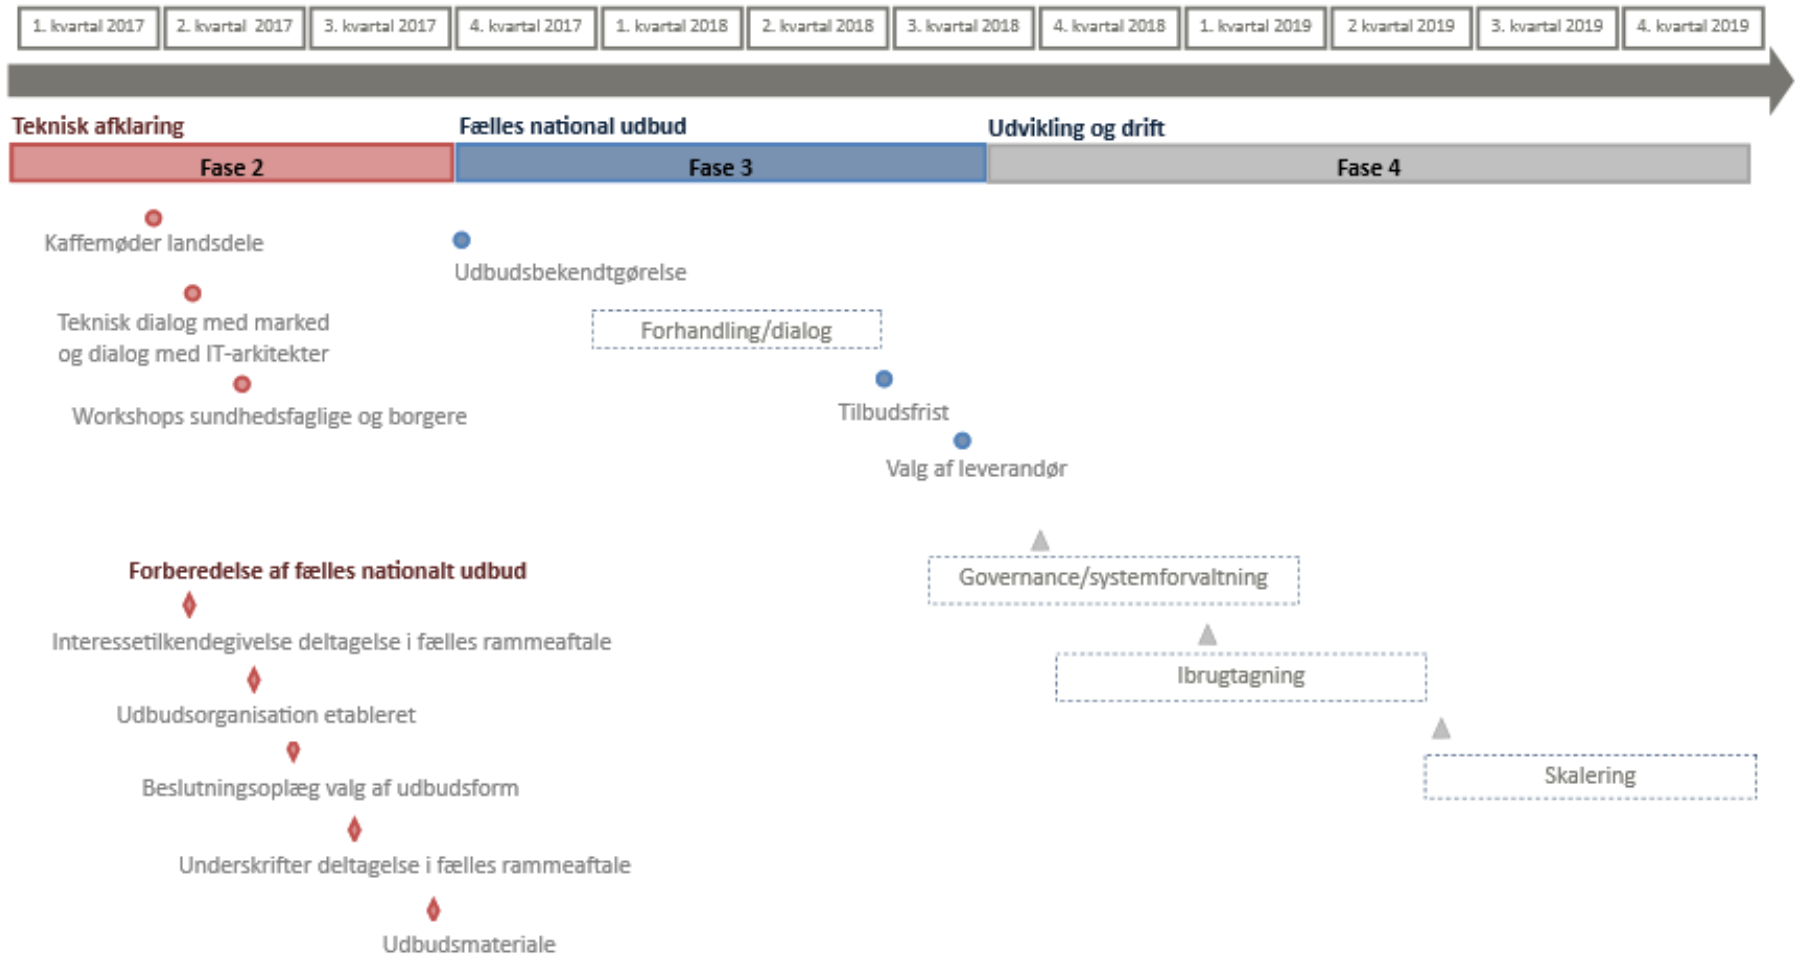 1. kvartal 2017
2. kvartal 2017
3. kvartal 2017
4. kvartal 2017
1. kvartal 2018
2. kvartal 2018
3. kvartal 2018
4. kvartal 2018
1. kvartal 2019
2 kvartal 2019
3. kvartal 2019
4. kvartal 2019
Teknisk afklaring
Fælles national udbud
Udvikling og drift
Fase 2
Fase 3
Fase 4
Kaffemøder landsdele
Udbudsbekendtgørelse
Teknisk dialog med marked
og dialog med IT-arkitekter
Forhandling/dialog
Workshops sundhedsfaglige og borgere
Tilbudsfrist
Valg af leverandør
Forberedelse af fælles nationalt udbud
Governance/systemforvaltning
Interessetilkendegivelse deltagelse i fælles rammeaftale
Ibrugtagning
Udbudsorganisation etableret
Skalering
Beslutningsoplæg valg af udbudsform
Underskrifter deltagelse i fælles rammeaftale
Udbudsmateriale